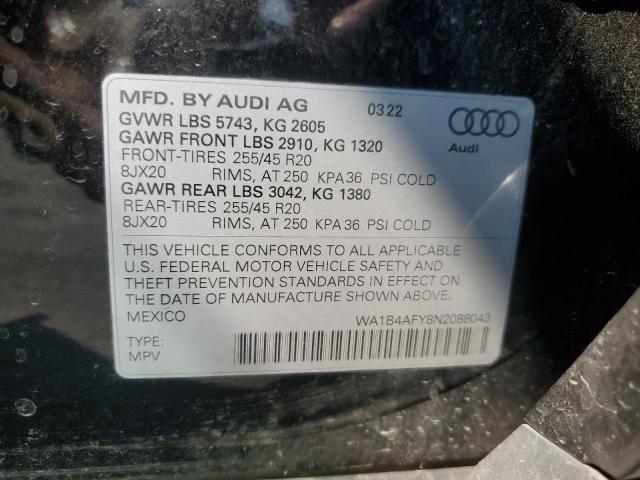 MFD. BY AUDI AG 03 22
GVWR LBS 5743, KG 2605
GAWR FRONT LBS 2910, KG 1320
FRONT-TIRES 255/45 R20
8JX20 RIMS, AT 250 KPA 36 PSI COLD
GAWR REAR LBS 3042, KG 1380
REAR-TIRES 255/45 R20
8JX20 RIMS, AT 250 KPA 36 PSI COLD
Audi
THIS VEHICLE CONFORMS TO ALL APPLICABLE
U.S. FEDERAL MOTOR VEHICLE SAFETY AND
THEFT PREVENTION STANDARDS IN EFFECT ON
THE DATE OF MANUFACTURE SHOWN ABOVE.
MEXICO WA1B4AFY8N2088043
TYPE:
MPV